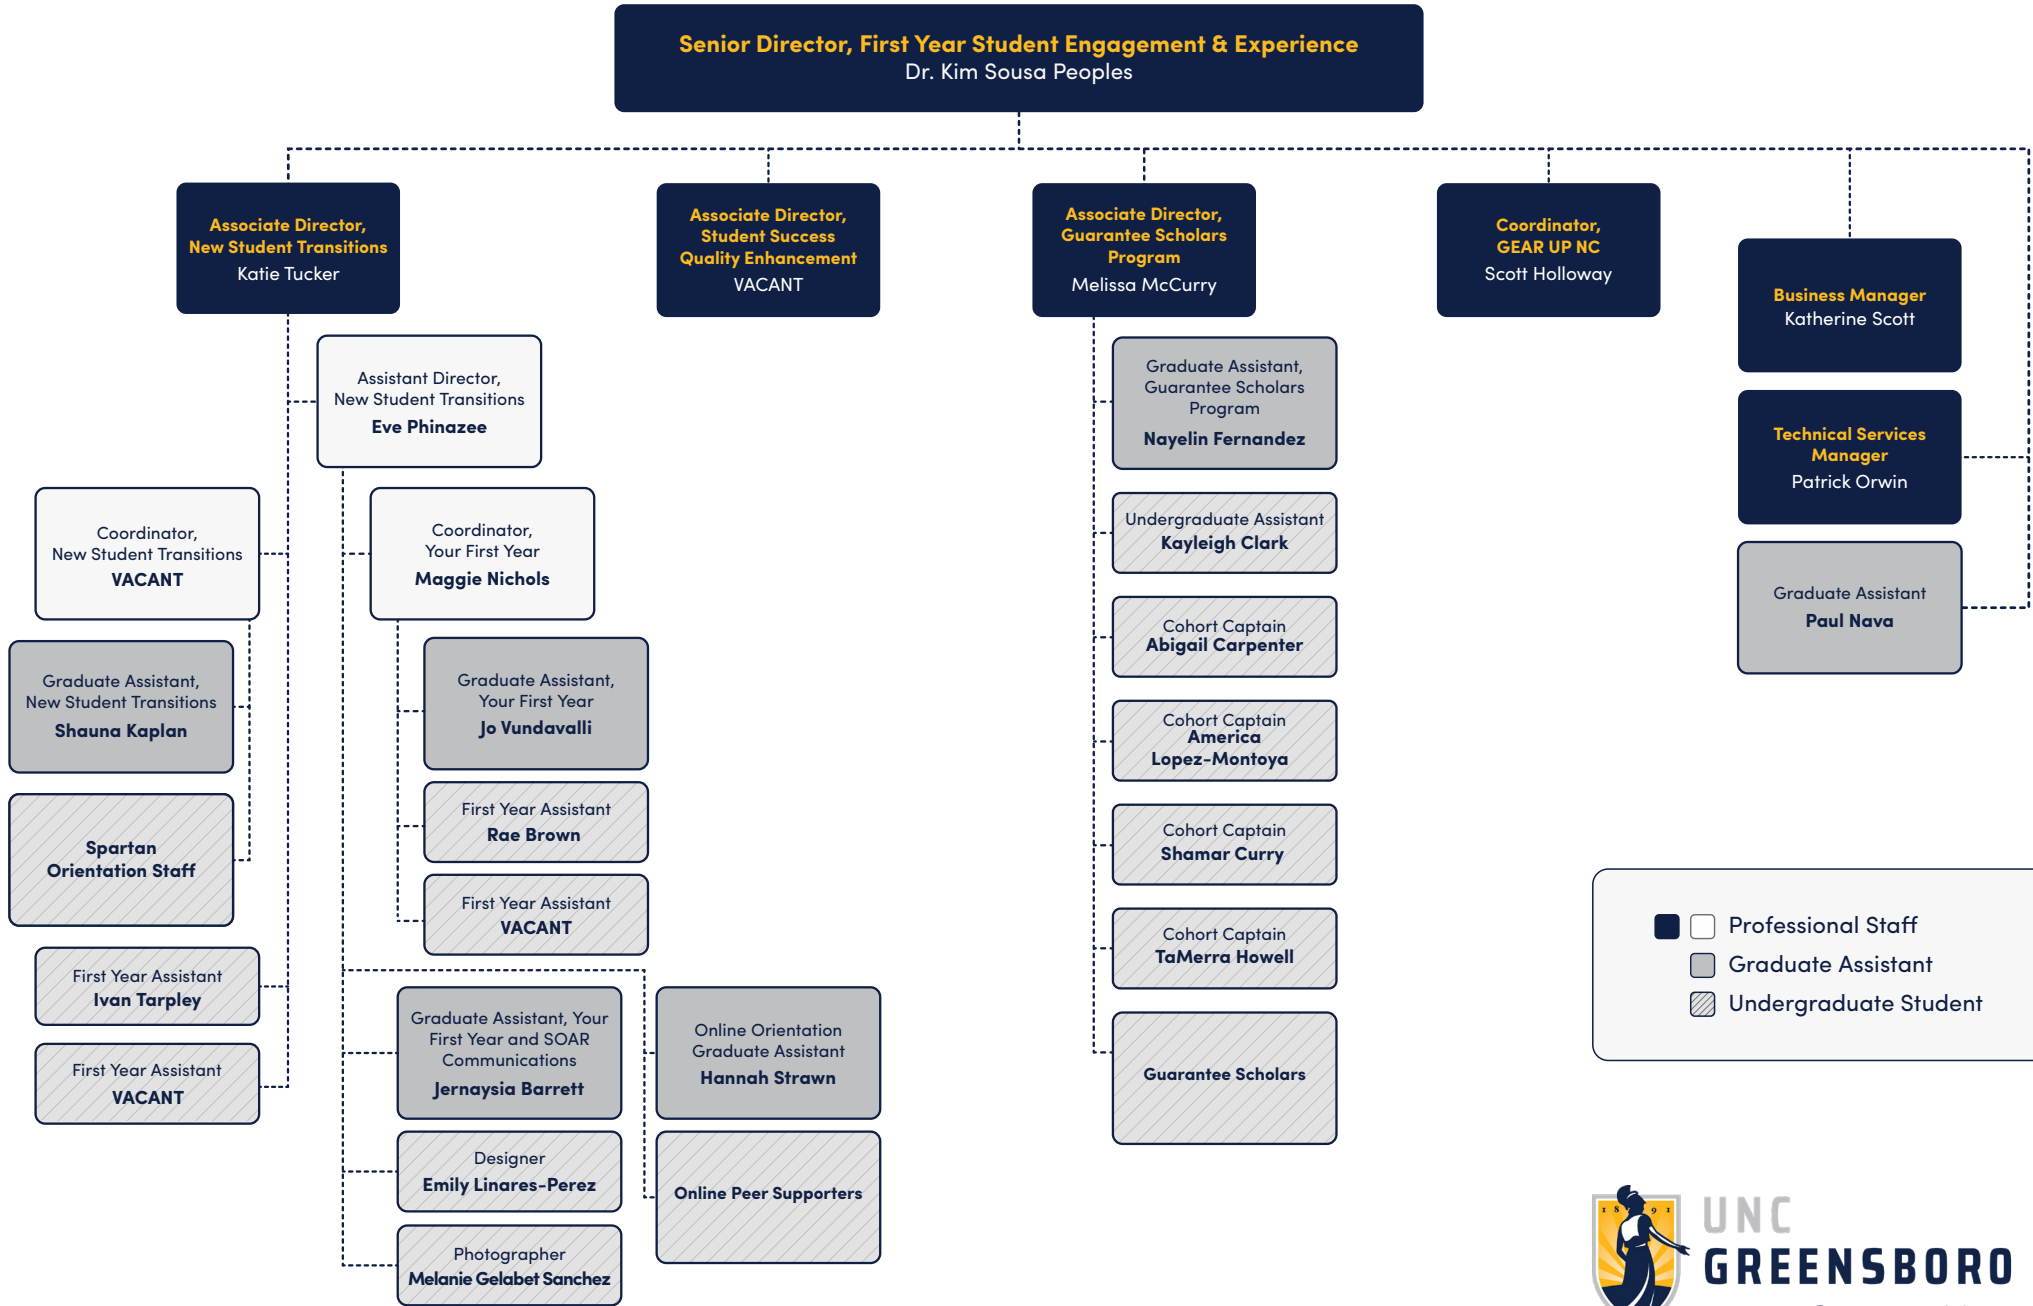 Senior Director, First Year Student Engagement & Experience
Dr. Kim Sousa Peoples
Associate Director,
New Student Transitions
Katie Tucker
Associate Director,
Student Success
Quality Enhancement
VACANT
Associate Director,
Guarantee Scholars
Program
Melissa McCurry
Coordinator,
GEAR UP NC
Scott Holloway
Business Manager
Katherine Scott
Technical Services
Manager
Patrick Orwin
Graduate Assistant
Paul Nava
Assistant Director,
New Student Transitions
Eve Phinazee
Coordinator,
New Student Transitions
VACANT
Graduate Assistant,
New Student Transitions
Shauna Kaplan
Spartan
Orientation Staff
First Year Assistant
Ivan Tarpley
First Year Assistant
VACANT
Coordinator,
Your First Year
Maggie Nichols
Graduate Assistant,
Your First Year
Jo Vundavalli
First Year Assistant
Rae Brown
First Year Assistant
VACANT
Graduate Assistant, Your
First Year and SOAR
Communications
Jernaysia Barrett
Designer
Emily Linares-Perez
Photographer
Melanie Gelabet Sanchez
Online Orientation
Graduate Assistant
Hannah Strawn
Online Peer Supporters
Graduate Assistant,
Guarantee Scholars
Program
Nayelin Fernandez
Undergraduate Assistant
Kayleigh Clark
Cohort Captain
Abigail Carpenter
Cohort Captain
America
Lopez-Montoya
Cohort Captain
Shamar Curry
Cohort Captain
TaMerra Howell
Guarantee Scholars
Professional Staff
Graduate Assistant
Undergraduate Student
18 91
UNC
GREENSBORO